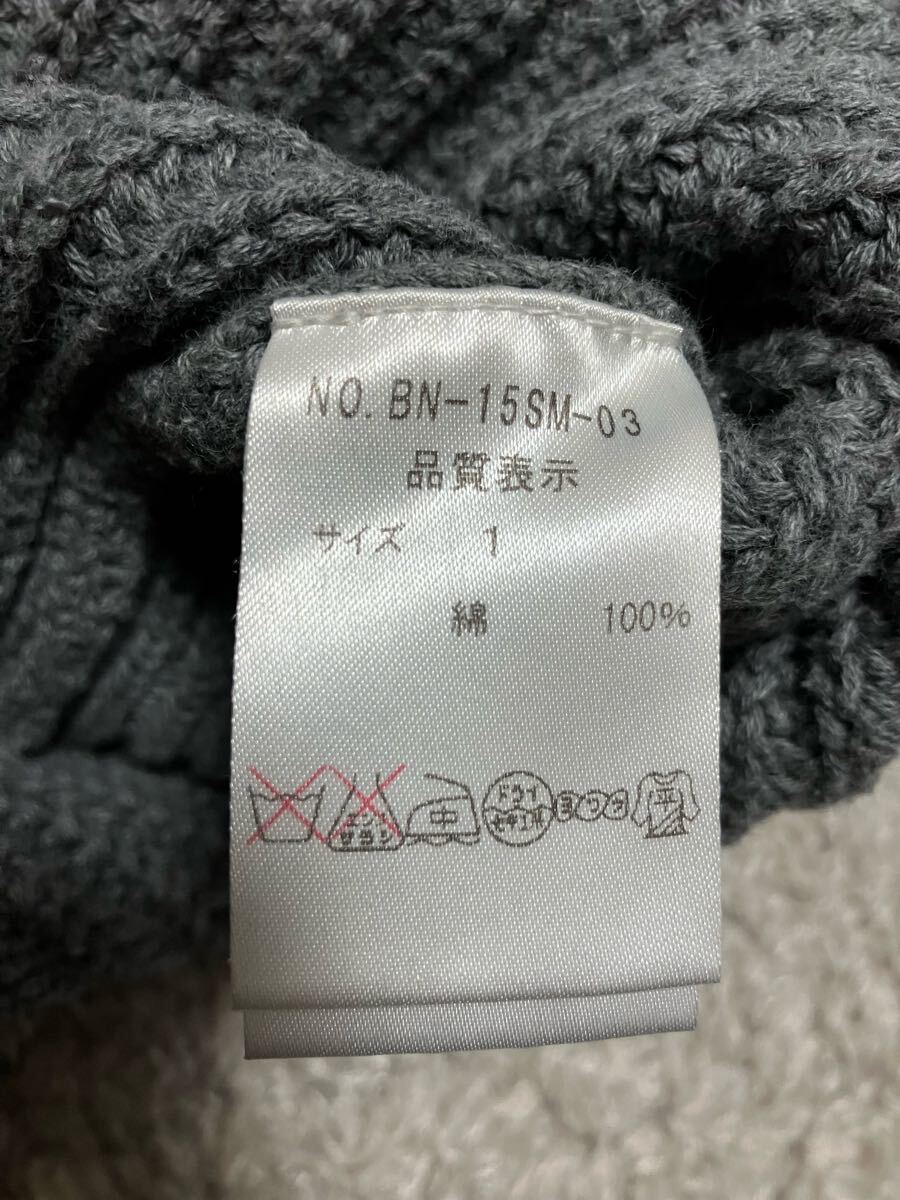 NO. BN-15SM-03
品質表示
サイズ 1
綿 100%
中 ドライ ヨワク 平
セキユ系